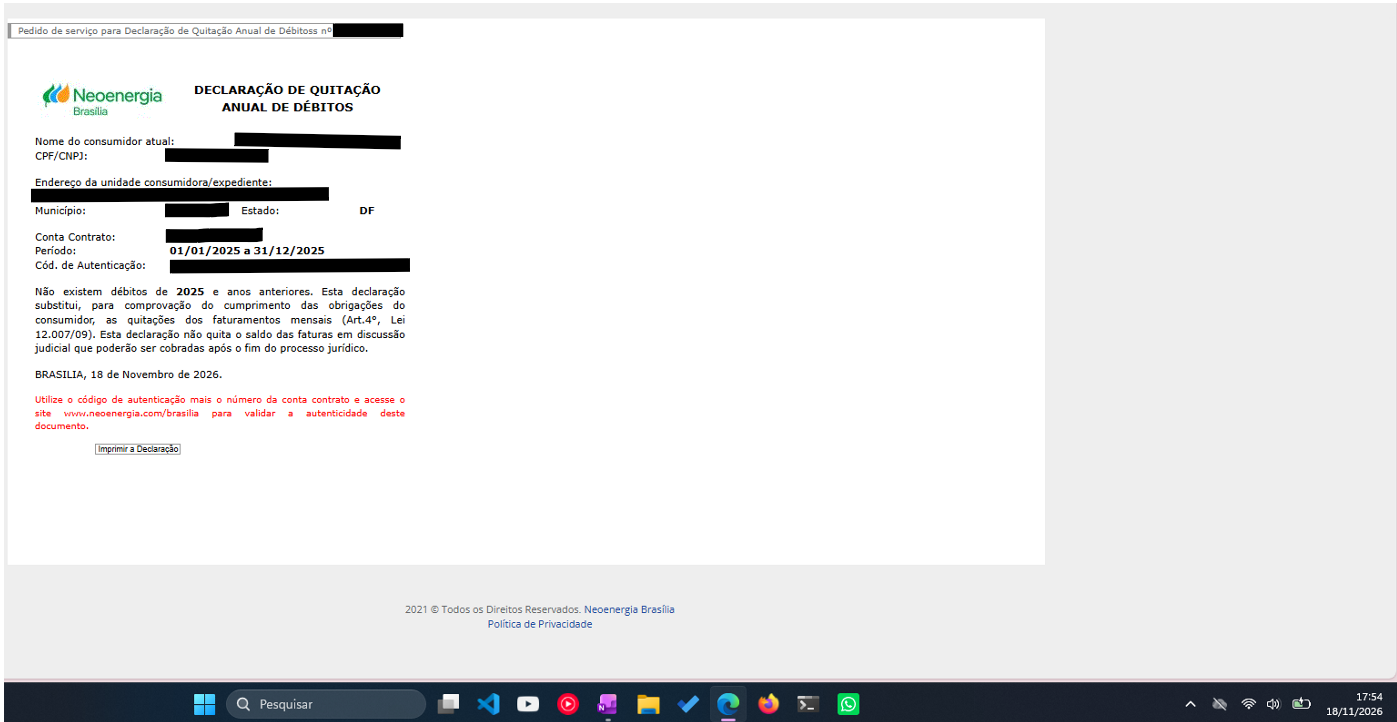 Pedido de serviço para Declaração de Quitação Anual de Débitoss nº
Neoenergia
Brasília
DECLARAÇÃO DE QUITAÇÃO
ANUAL DE DÉBITOS
Nome do consumidor atual:
CPF/CNPJ:
Endereço da unidade consumidora/expediente:
Município: Estado: DF
Conta Contrato:
Período: 01/01/2025 a 31/12/2025
Cód. de Autenticação:
Não existem débitos de 2025 e anos anteriores. Esta declaração
substitui, para comprovação do cumprimento das obrigações do
consumidor, as quitações dos faturamentos mensais (Art.4º, Lei
12.007/09). Esta declaração não quita o saldo das faturas em discussão
judicial que poderão ser cobradas após o fim do processo jurídico.
BRASILIA, 18 de Novembro de 2026.
Utilize o código de autenticação mais o número da conta contrato e acesse o
site www.neoenergia.com/brasilia para validar a autenticidade deste
documento.
Imprimir a Declaração
2021 © Todos os Direitos Reservados. Neoenergia Brasília
Política de Privacidade
Pesquisar
17:54
18/11/2026